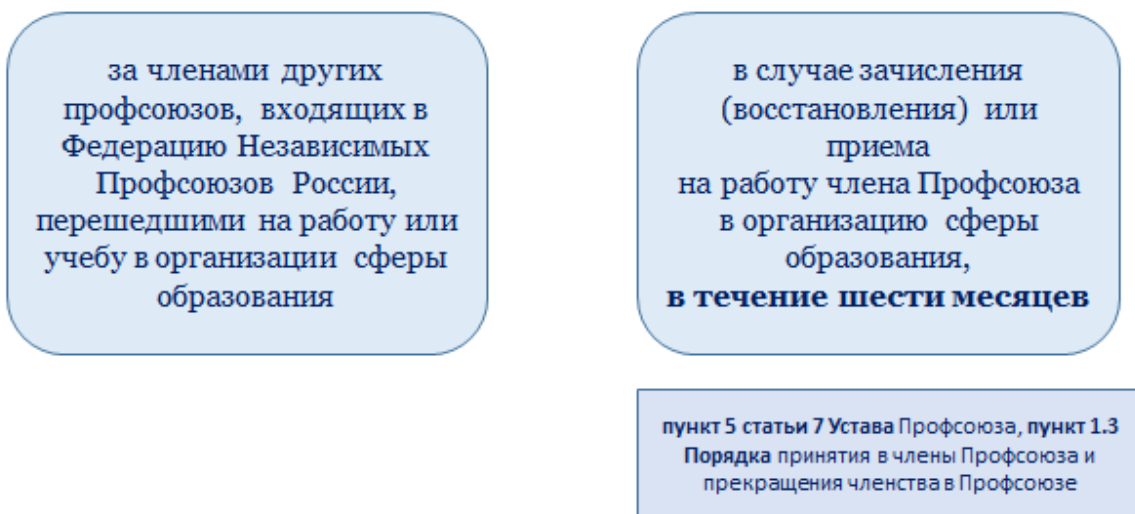 за членами других
профсоюзов, входящих в
Федерацию Независимых
Профсоюзов России,
перешедшими на работу или
учебу в организации сферы
образования
в случае зачисления
(восстановления) или
приема
на работу члена Профсоюза
в организацию сферы
образования,
в течение шести месяцев
пункт 5 статьи 7 Устава Профсоюза, пункт 1.3
Порядка принятия в члены Профсоюза и
прекращения членства в Профсоюзе